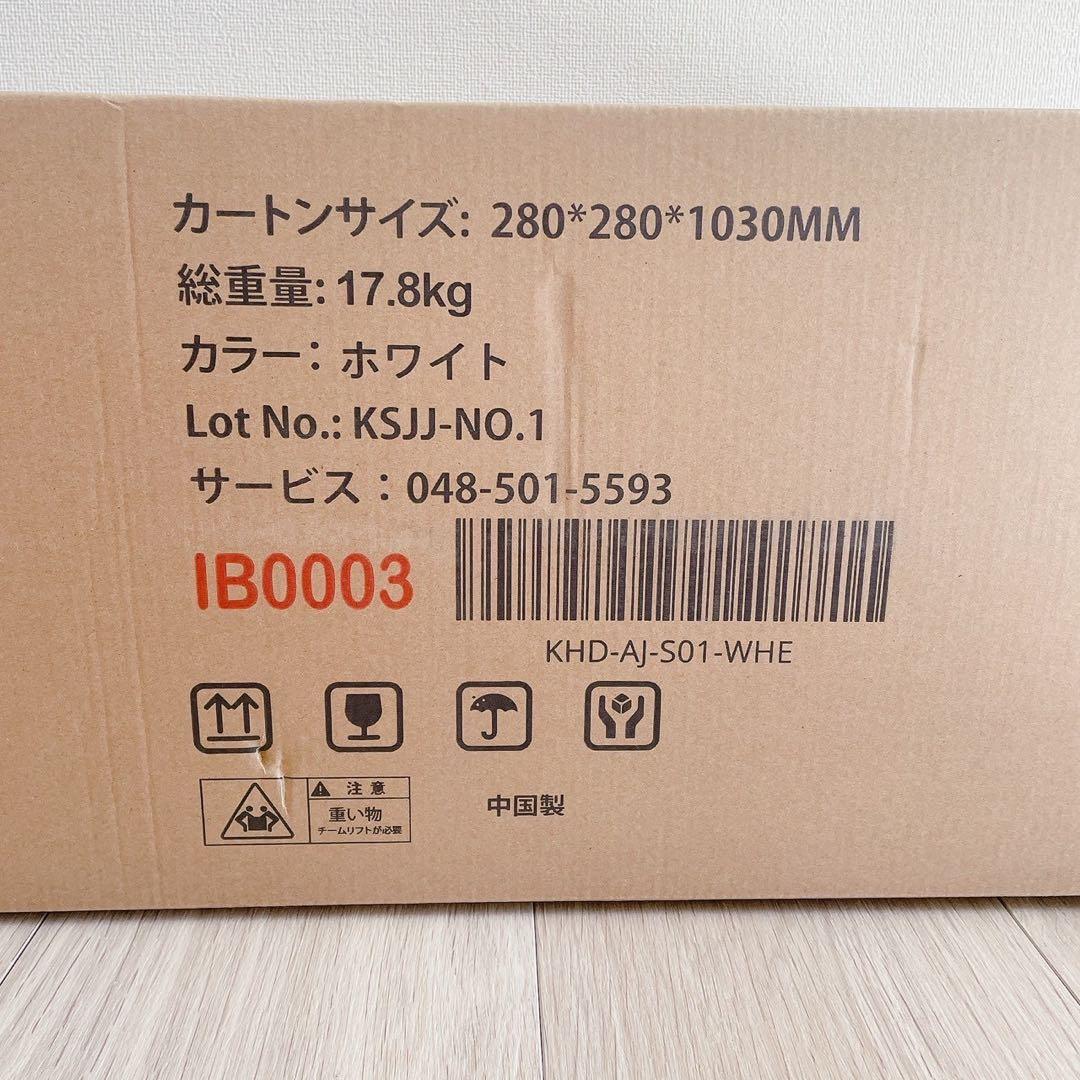 カートンサイズ: 280*280*1030MM
総重量: 17.8kg
カラー：ホワイト
Lot No.: KSJJ-NO.1
サービス：048-501-5593
IB0003
KHD-AJ-S01-WHE
注意
重い物
チームリフトが必要
中国製